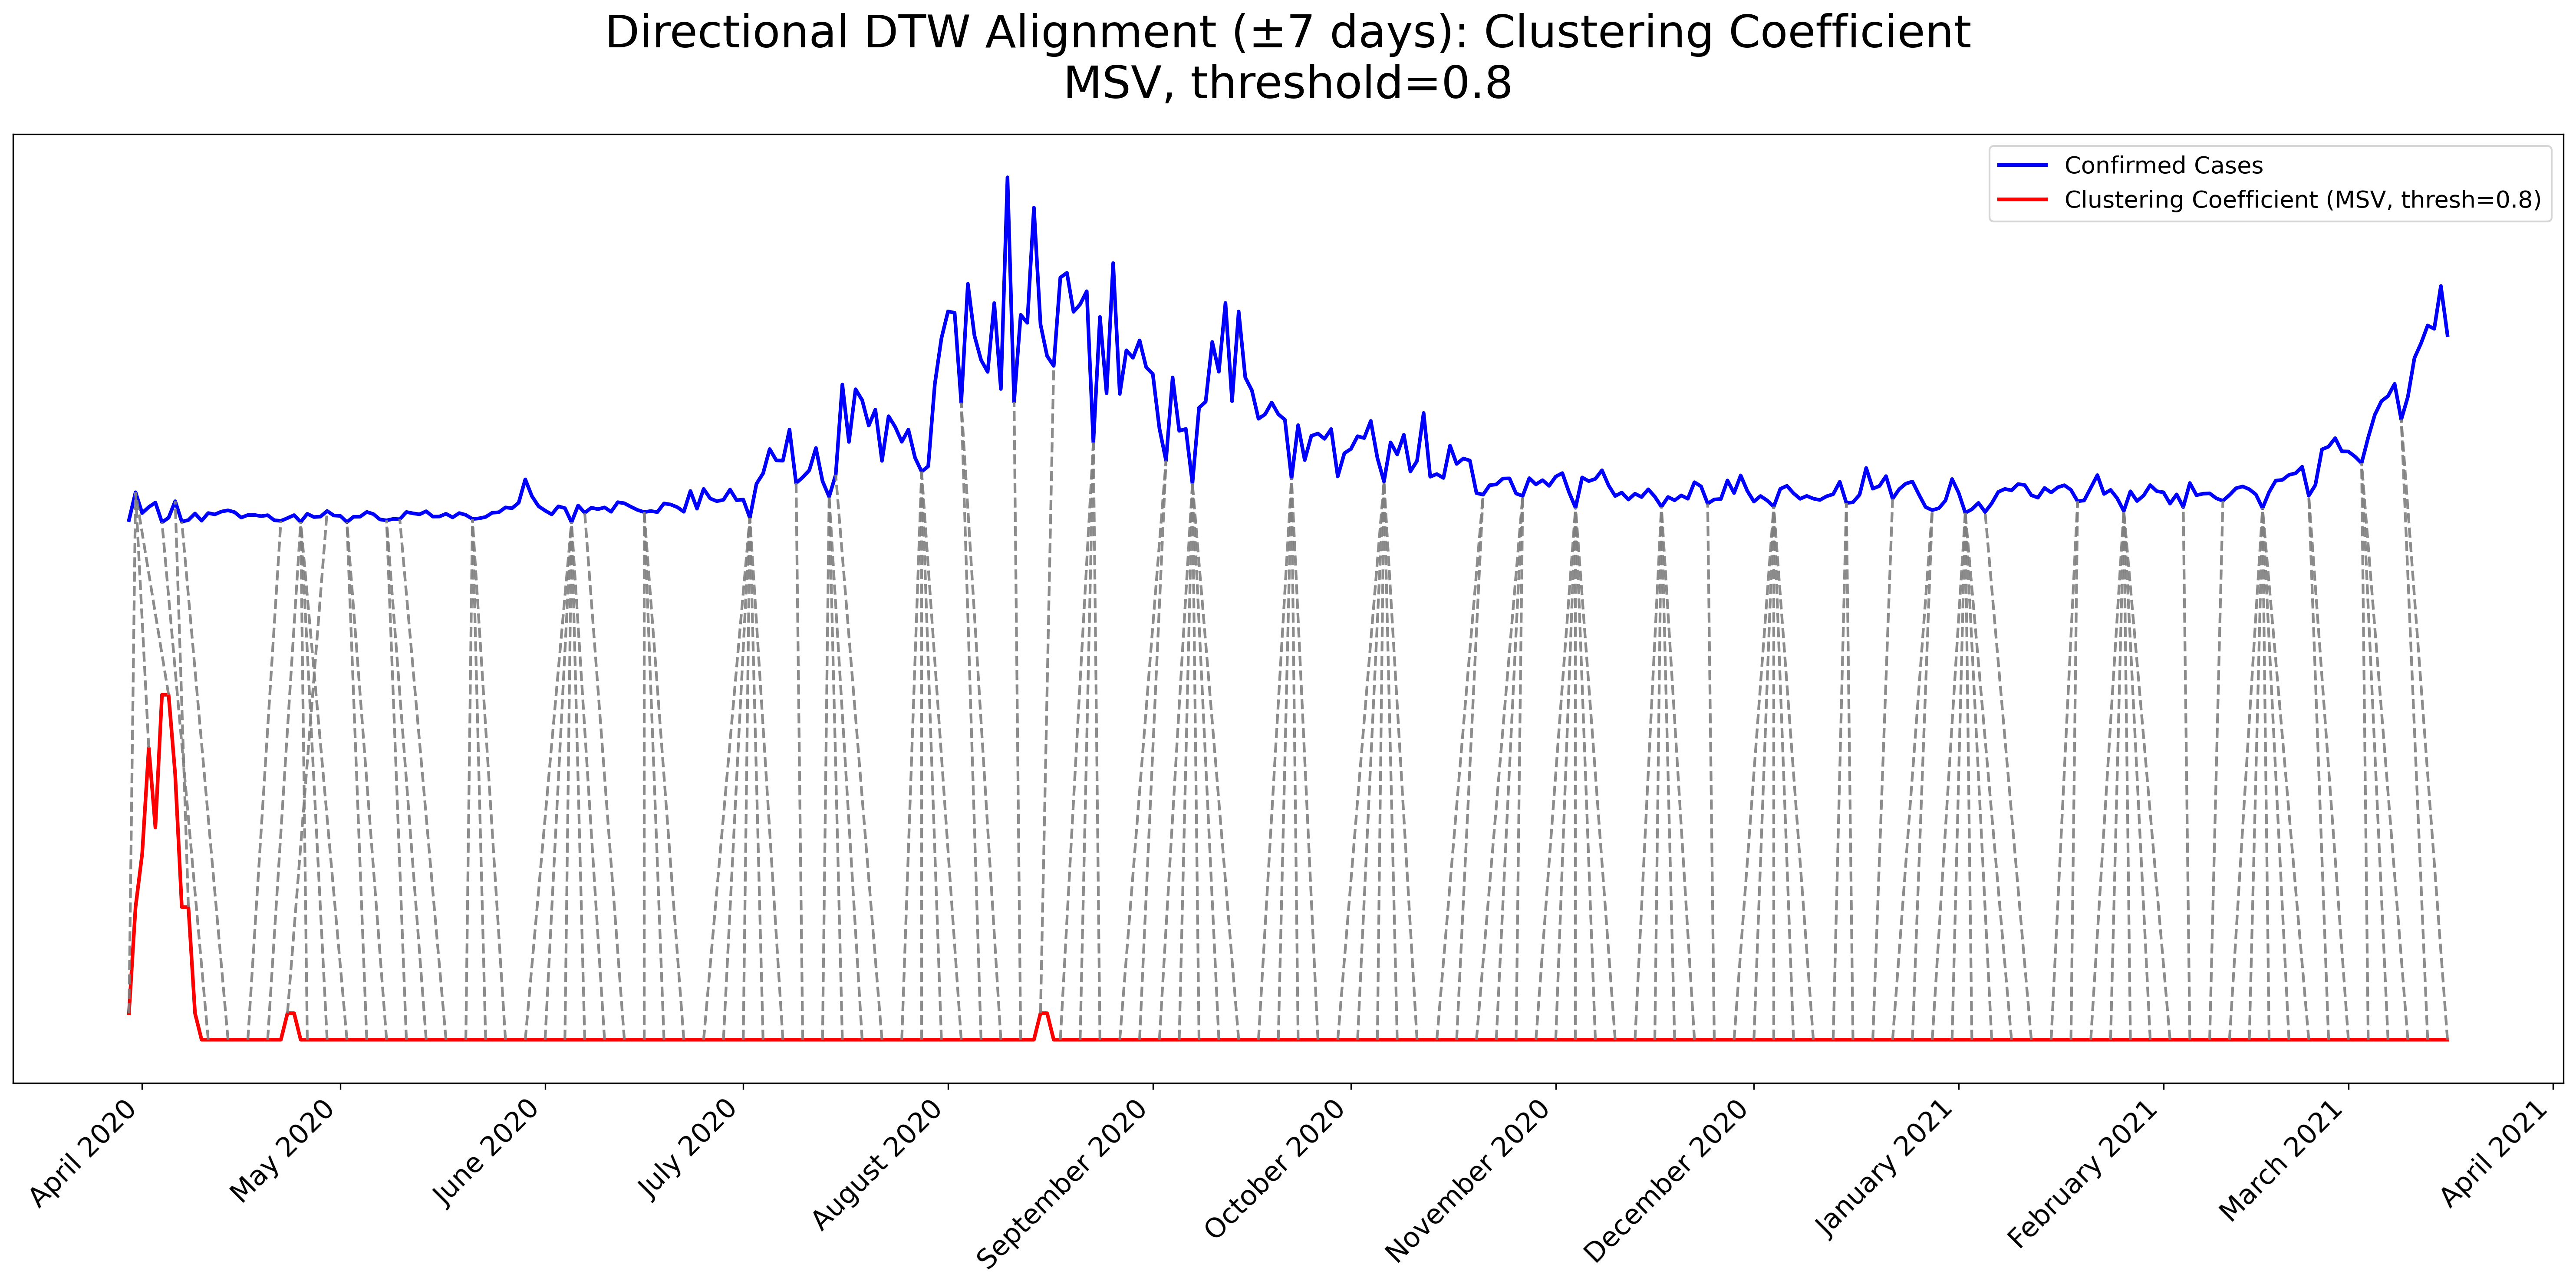 Directional DTW Alignment (±7 days): Clustering Coefficient
MSV, threshold=0.8
Confirmed Cases
Clustering Coefficient (MSV, thresh=0.8)
April 2020
May 2020
June 2020
July 2020
August 2020
September 2020
October 2020
November 2020
December 2020
January 2021
February 2021
March 2021
April 2021